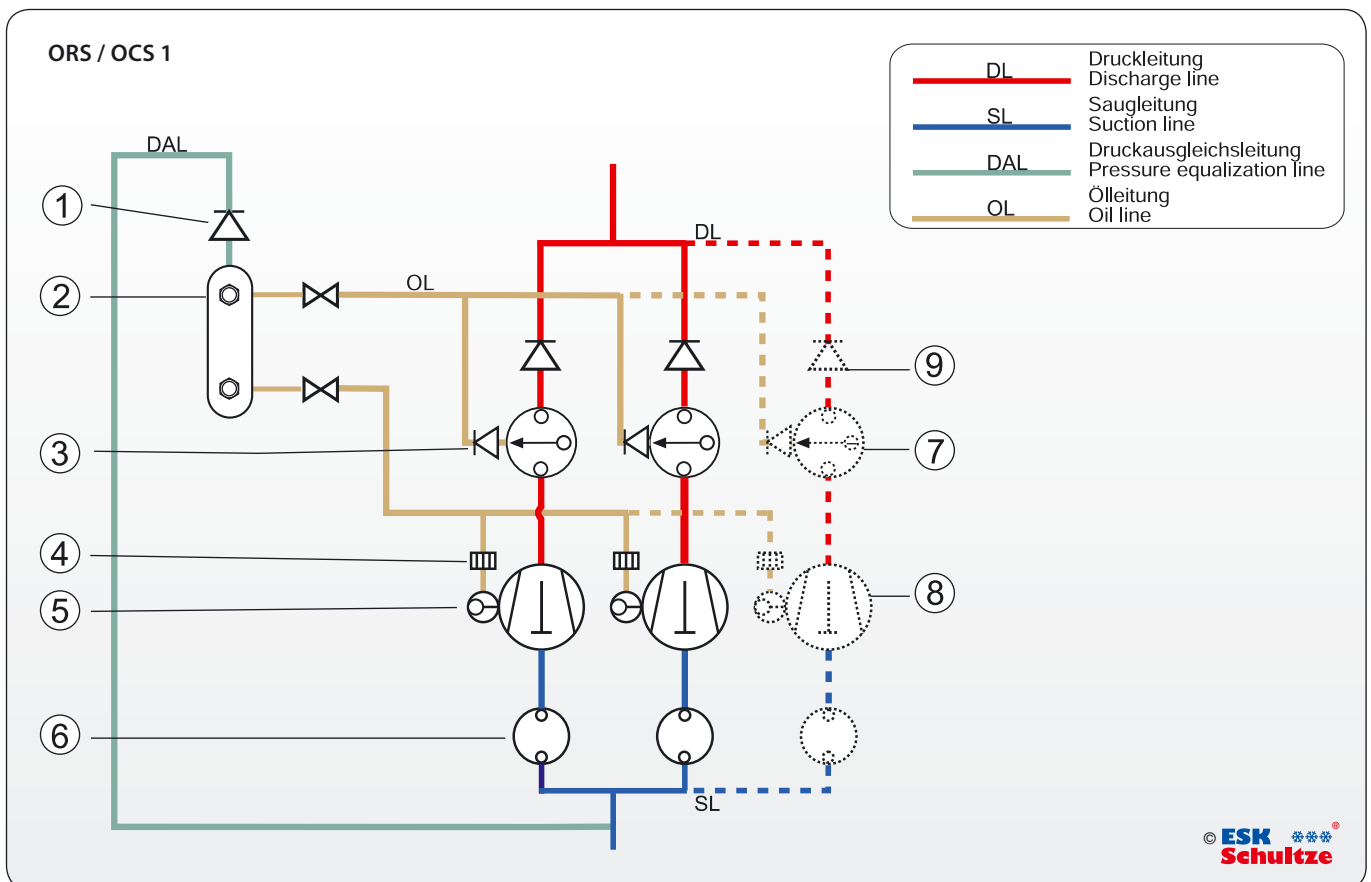 ORS / OCS 1
DL
Druckleitung
Discharge line
SL
Saugleitung
Suction line
DAL
Druckausgleichsleitung
Pressure equalization line
OL
Ölleitung
Oil line
DAL
1
DL
2
OL
9
3
7
4
5
8
6
SL
© ESK ®
Schultze